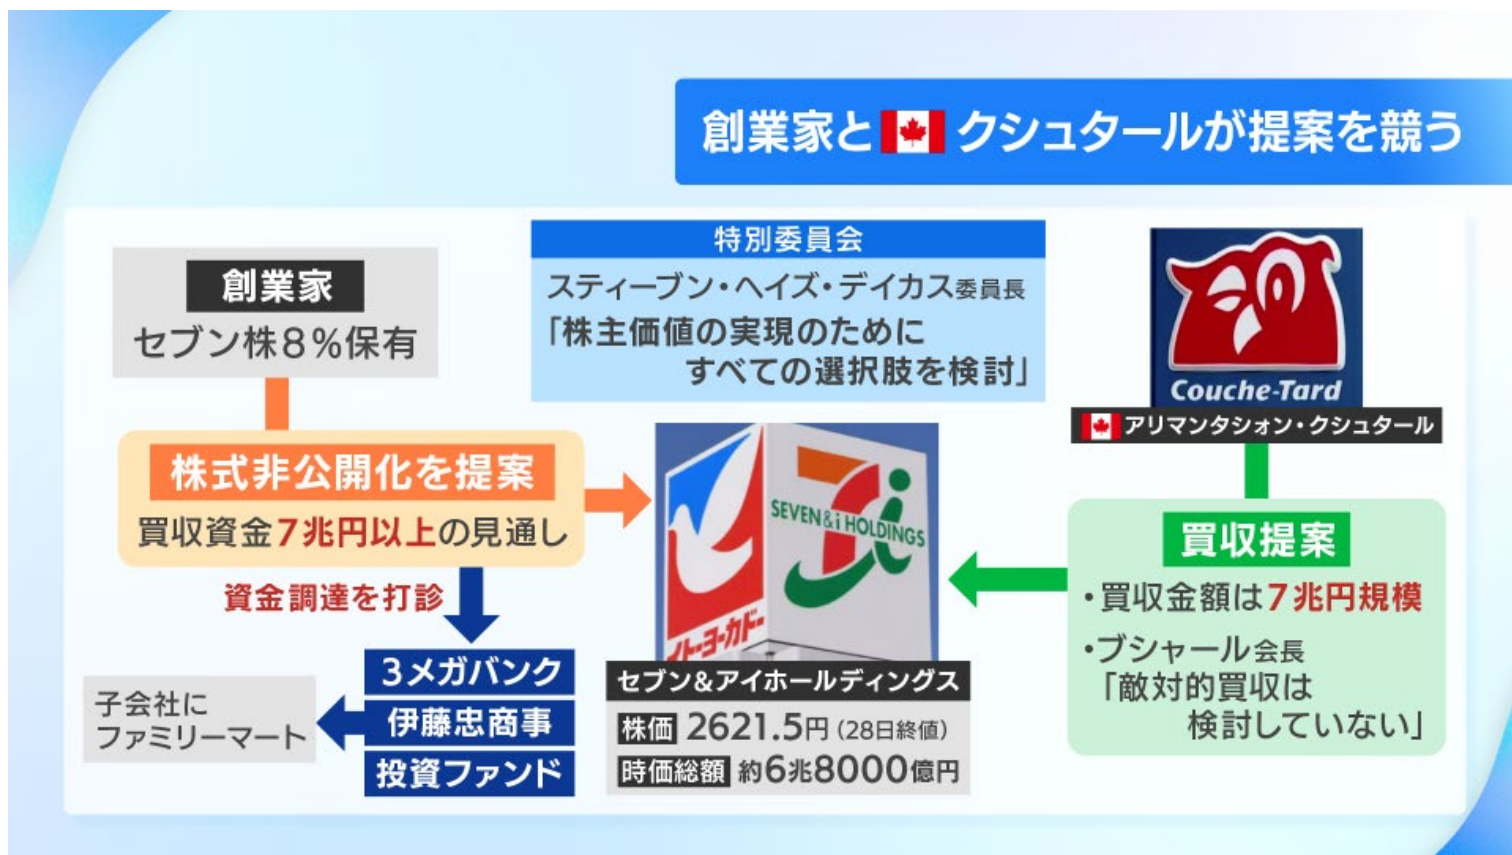 創業家と クシュタールが提案を競う
創業家
セブン株8%保有
株式非公開化を提案
買収資金7兆円以上の見通し
資金調達を打診
3メガバンク
伊藤忠商事
投資ファンド
子会社に
ファミリーマート
特別委員会
スティーブン・ヘイズ・デイカス委員長
「株主価値の実現のために
すべての選択肢を検討」
イトーヨーカドー
SEVEN&i HOLDINGS
セブン&アイホールディングス
株価 2621.5円(28日終値)
時価総額 約6兆8000億円
Couche-Tard
アリマンタシォン・クシュタール
買収提案
・買収金額は7兆円規模
・ブシャール会長
「敵対的買収は
検討していない」